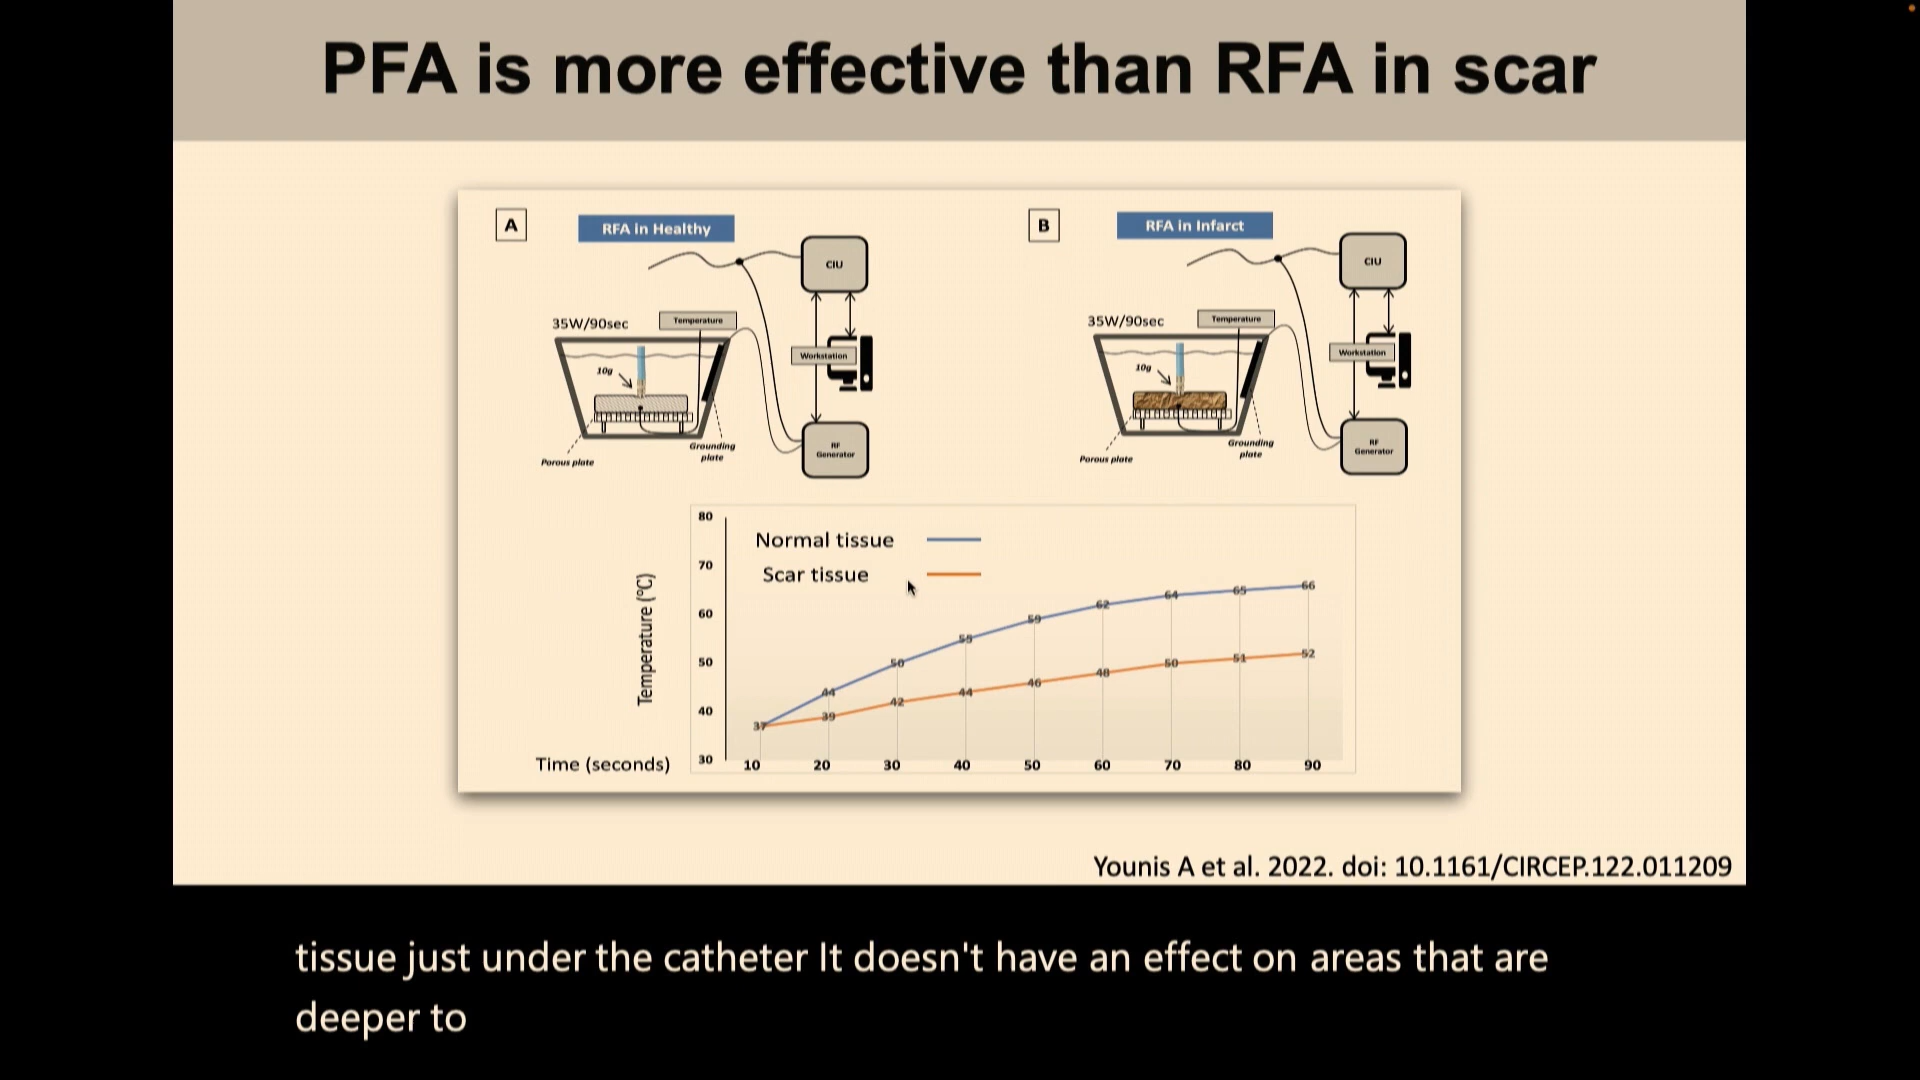 PFA is more effective than RFA in scar
A
RFA in Healthy
CIU
35W/90sec
Temperature
Workstation
10g
Grounding
plate
Porous plate
RF
Generator
B
RFA in Infarct
CIU
35W/90sec
Temperature
Workstation
10g
Grounding
plate
Porous plate
RF
Generator
80
70
60
50
40
30
Temperature (°C)
Normal tissue
Scar tissue
37
44
50
55
59
62
64
65
66
39
42
44
46
48
50
51
52
Time (seconds)
10 20 30 40 50 60 70 80 90
Younis A et al. 2022. doi: 10.1161/CIRCEP.122.011209
tissue just under the catheter It doesn't have an effect on areas that are
deeper to